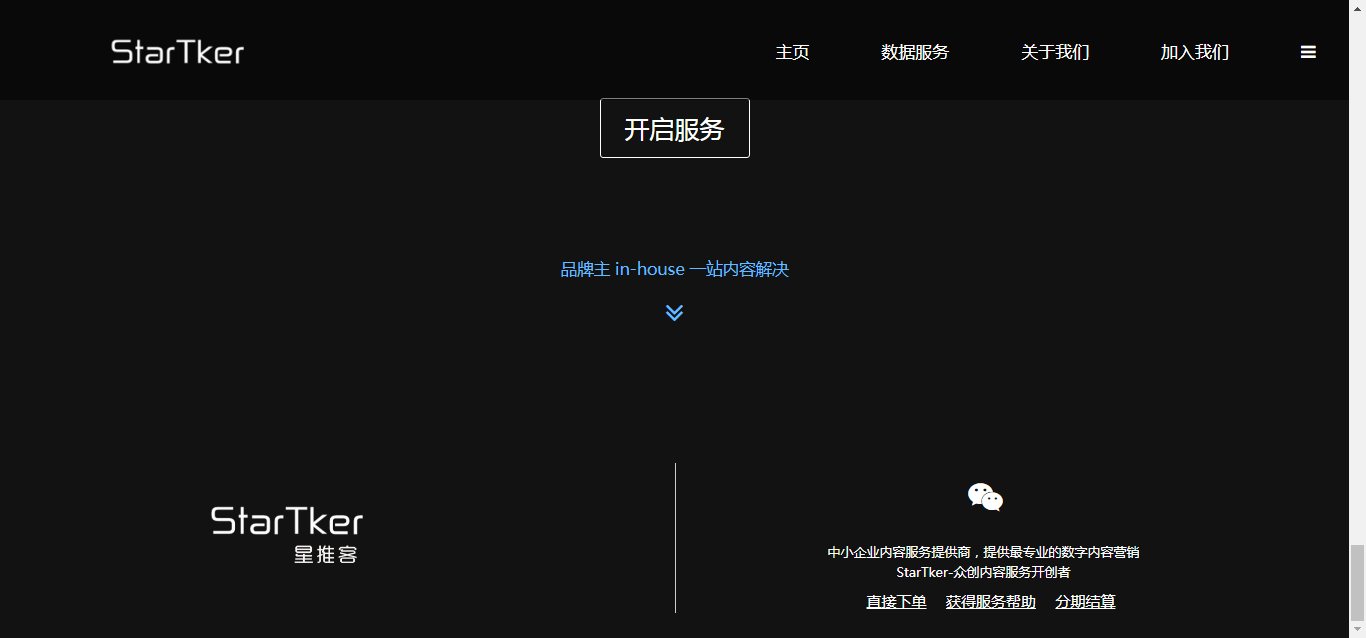 StarTker
主页 数据服务 关于我们 加入我们
开启服务
品牌主 in-house 一站内容解决
StarTker
星推客
中小企业内容服务提供商，提供最专业的数字内容营销
StarTker-众创内容服务开创者
直接下单 获得服务帮助 分期结算